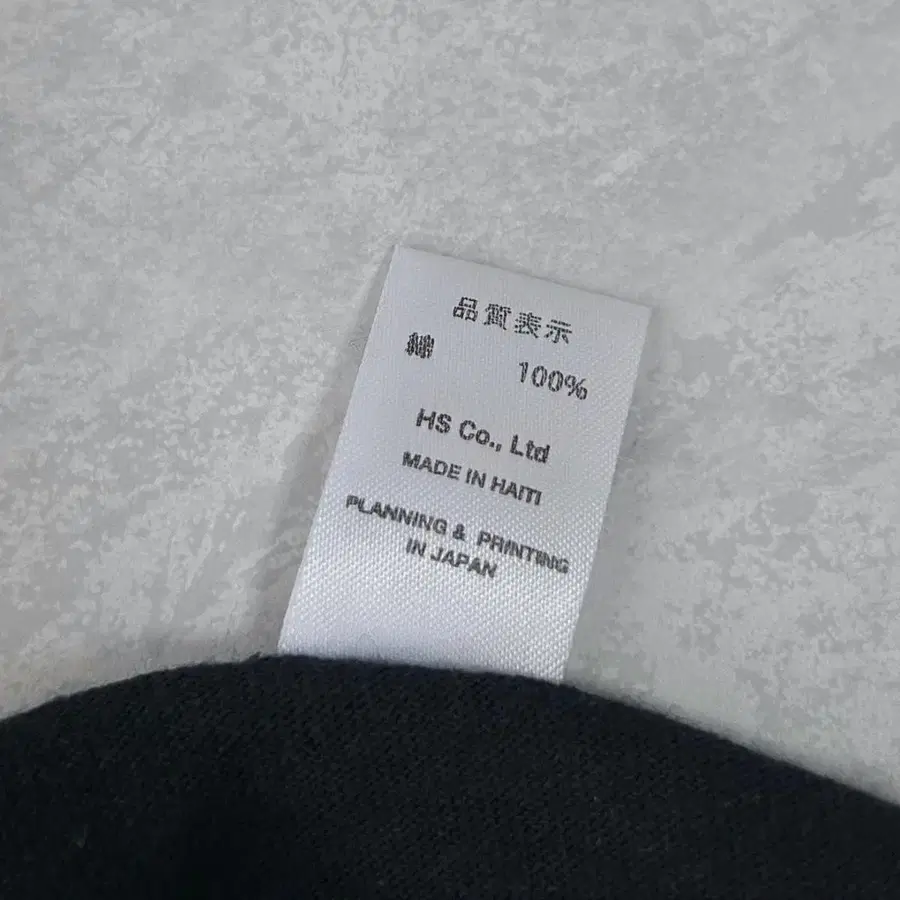 品質表示
綿 100%
HS Co., Ltd
MADE IN HAITI
PLANNING & PRINTING
IN JAPAN